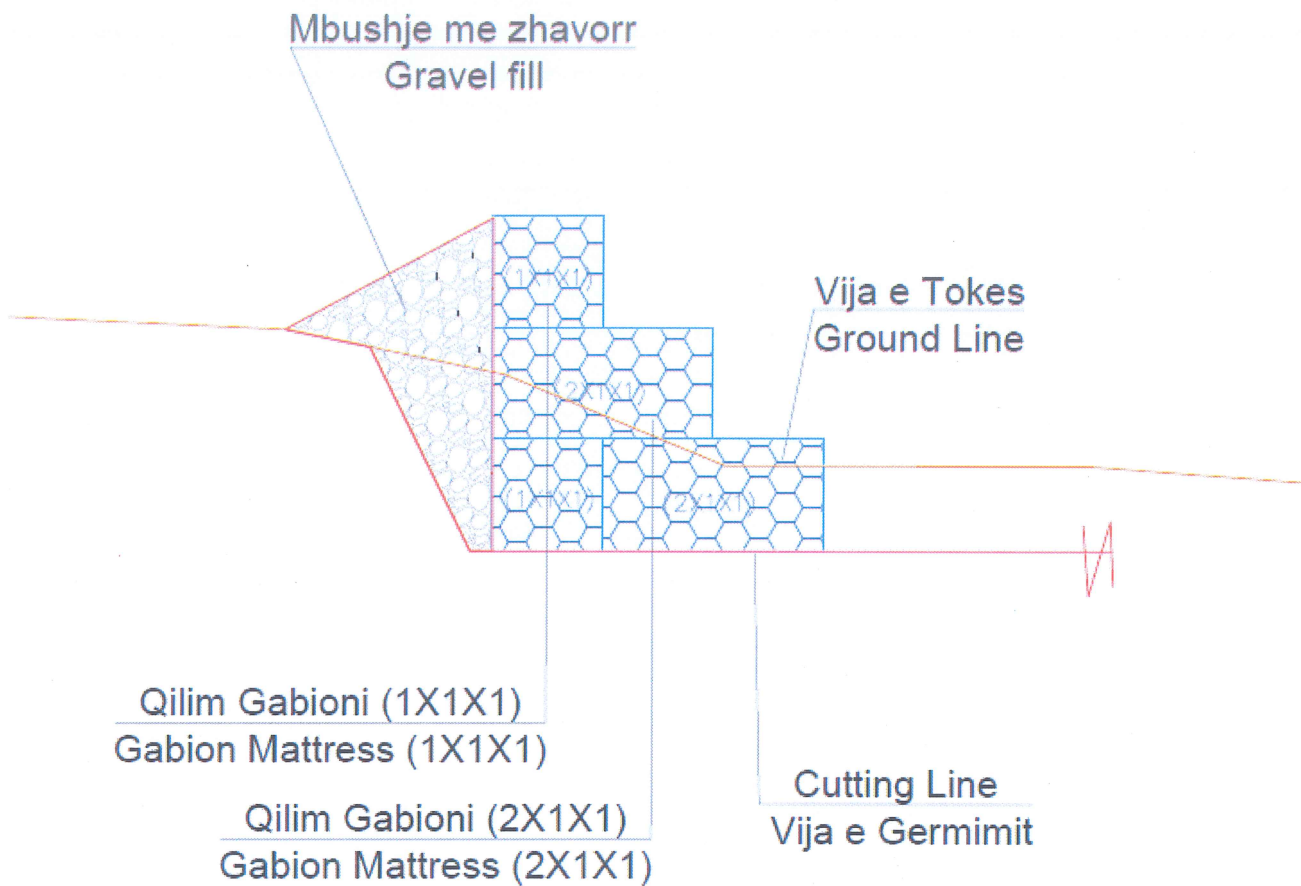 Mbushje me zhavorr
Gravel fill
(1X1X1)
Vija e Tokes
Ground Line
(2X1X1)
(1X1X1)
(2X1X1)
Qilim Gabioni (1X1X1)
Gabion Mattress (1X1X1)
Cutting Line
Vija e Germimit
Qilim Gabioni (2X1X1)
Gabion Mattress (2X1X1)